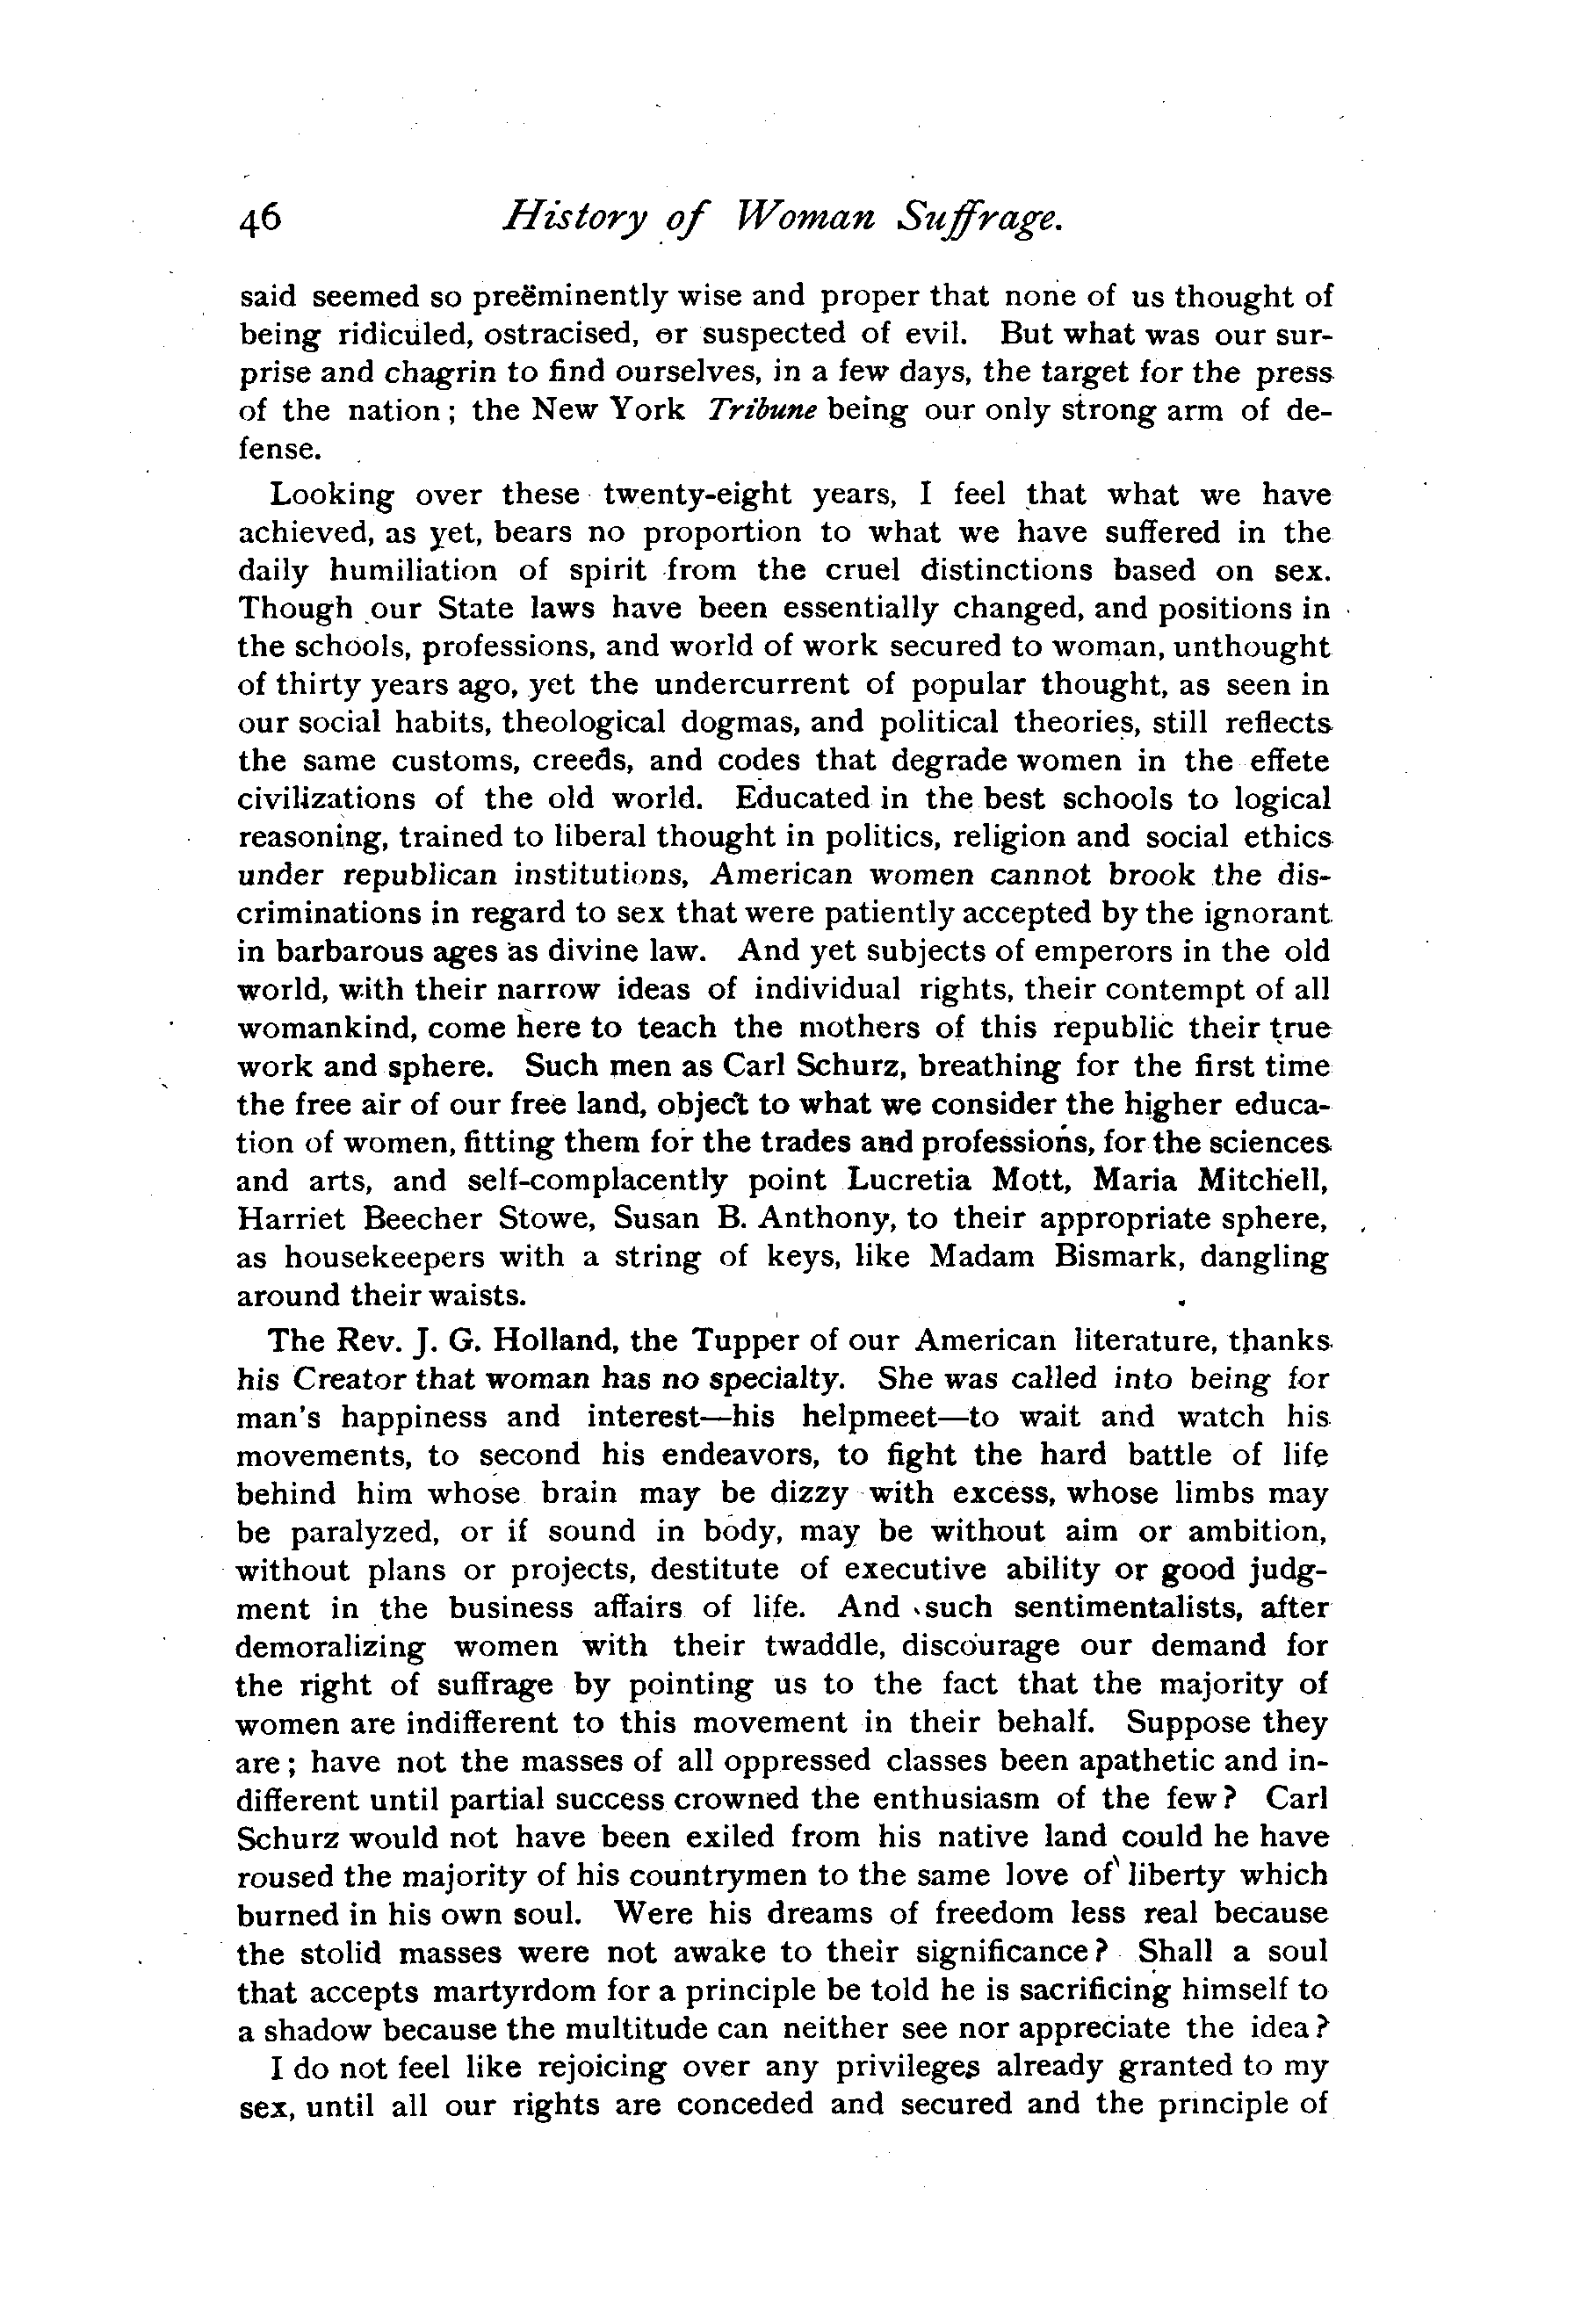 46 History of Woman Suffrage.
said seemed so preëminently wise and proper that none of us thought of
being ridiculed, ostracised, or suspected of evil. But what was our sur-
prise and chagrin to find ourselves, in a few days, the target for the press
of the nation; the New York Tribune being our only strong arm of de-
fense.
Looking over these twenty-eight years, I feel that what we have
achieved, as yet, bears no proportion to what we have suffered in the
daily humiliation of spirit from the cruel distinctions based on sex.
Though our State laws have been essentially changed, and positions in
the schools, professions, and world of work secured to woman, unthought
of thirty years ago, yet the undercurrent of popular thought, as seen in
our social habits, theological dogmas, and political theories, still reflects
the same customs, creeds, and codes that degrade women in the effete
civilizations of the old world. Educated in the best schools to logical
reasoning, trained to liberal thought in politics, religion and social ethics
under republican institutions, American women cannot brook the dis-
criminations in regard to sex that were patiently accepted by the ignorant
in barbarous ages as divine law. And yet subjects of emperors in the old
world, with their narrow ideas of individual rights, their contempt of all
womankind, come here to teach the mothers of this republic their true
work and sphere. Such men as Carl Schurz, breathing for the first time
the free air of our free land, object to what we consider the higher educa-
tion of women, fitting them for the trades and professions, for the sciences
and arts, and self-complacently point Lucretia Mott, Maria Mitchell,
Harriet Beecher Stowe, Susan B. Anthony, to their appropriate sphere,
as housekeepers with a string of keys, like Madam Bismark, dangling
around their waists.
The Rev. J. G. Holland, the Tupper of our American literature, thanks
his Creator that woman has no specialty. She was called into being for
man's happiness and interest—his helpmeet—to wait and watch his
movements, to second his endeavors, to fight the hard battle of life
behind him whose brain may be dizzy with excess, whose limbs may
be paralyzed, or if sound in body, may be without aim or ambition,
without plans or projects, destitute of executive ability or good judg-
ment in the business affairs of life. And such sentimentalists, after
demoralizing women with their twaddle, discourage our demand for
the right of suffrage by pointing us to the fact that the majority of
women are indifferent to this movement in their behalf. Suppose they
are; have not the masses of all oppressed classes been apathetic and in-
different until partial success crowned the enthusiasm of the few? Carl
Schurz would not have been exiled from his native land could he have
roused the majority of his countrymen to the same love of liberty which
burned in his own soul. Were his dreams of freedom less real because
the stolid masses were not awake to their significance? Shall a soul
that accepts martyrdom for a principle be told he is sacrificing himself to
a shadow because the multitude can neither see nor appreciate the idea?
I do not feel like rejoicing over any privileges already granted to my
sex, until all our rights are conceded and secured and the principle of